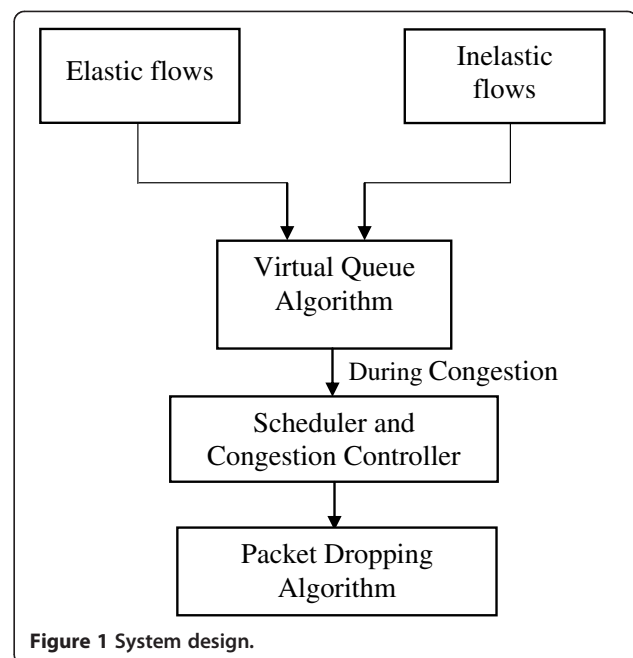 Elastic flows
Inelastic
flows
Virtual Queue
Algorithm
During Congestion
Scheduler and
Congestion Controller
Packet Dropping
Algorithm
Figure 1 System design.